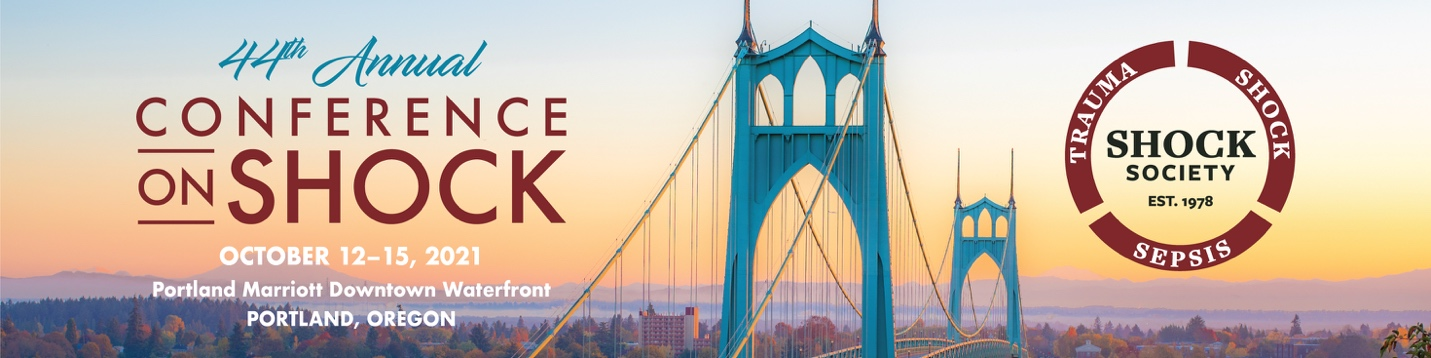 44th Annual
CONFERENCE
ON SHOCK
OCTOBER 12–15, 2021
Portland Marriott Downtown Waterfront
PORTLAND, OREGON
TRAUMA
SHOCK
SHOCK
SOCIETY
EST. 1978
SEPSIS